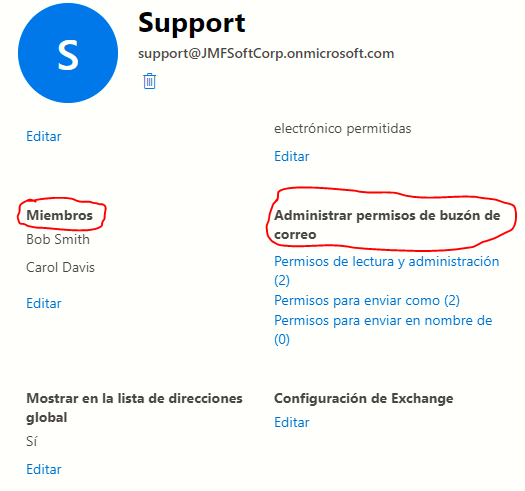 S
Support
support@JMFSoftCorp.onmicrosoft.com
Editar
electrónico permitidas
Editar
Miembros
Bob Smith
Carol Davis
Editar
Administrar permisos de buzón de
correo
Permisos de lectura y administración
(2)
Permisos para enviar como (2)
Permisos para enviar en nombre de
(0)
Mostrar en la lista de direcciones
global
Sí
Editar
Configuración de Exchange
Editar